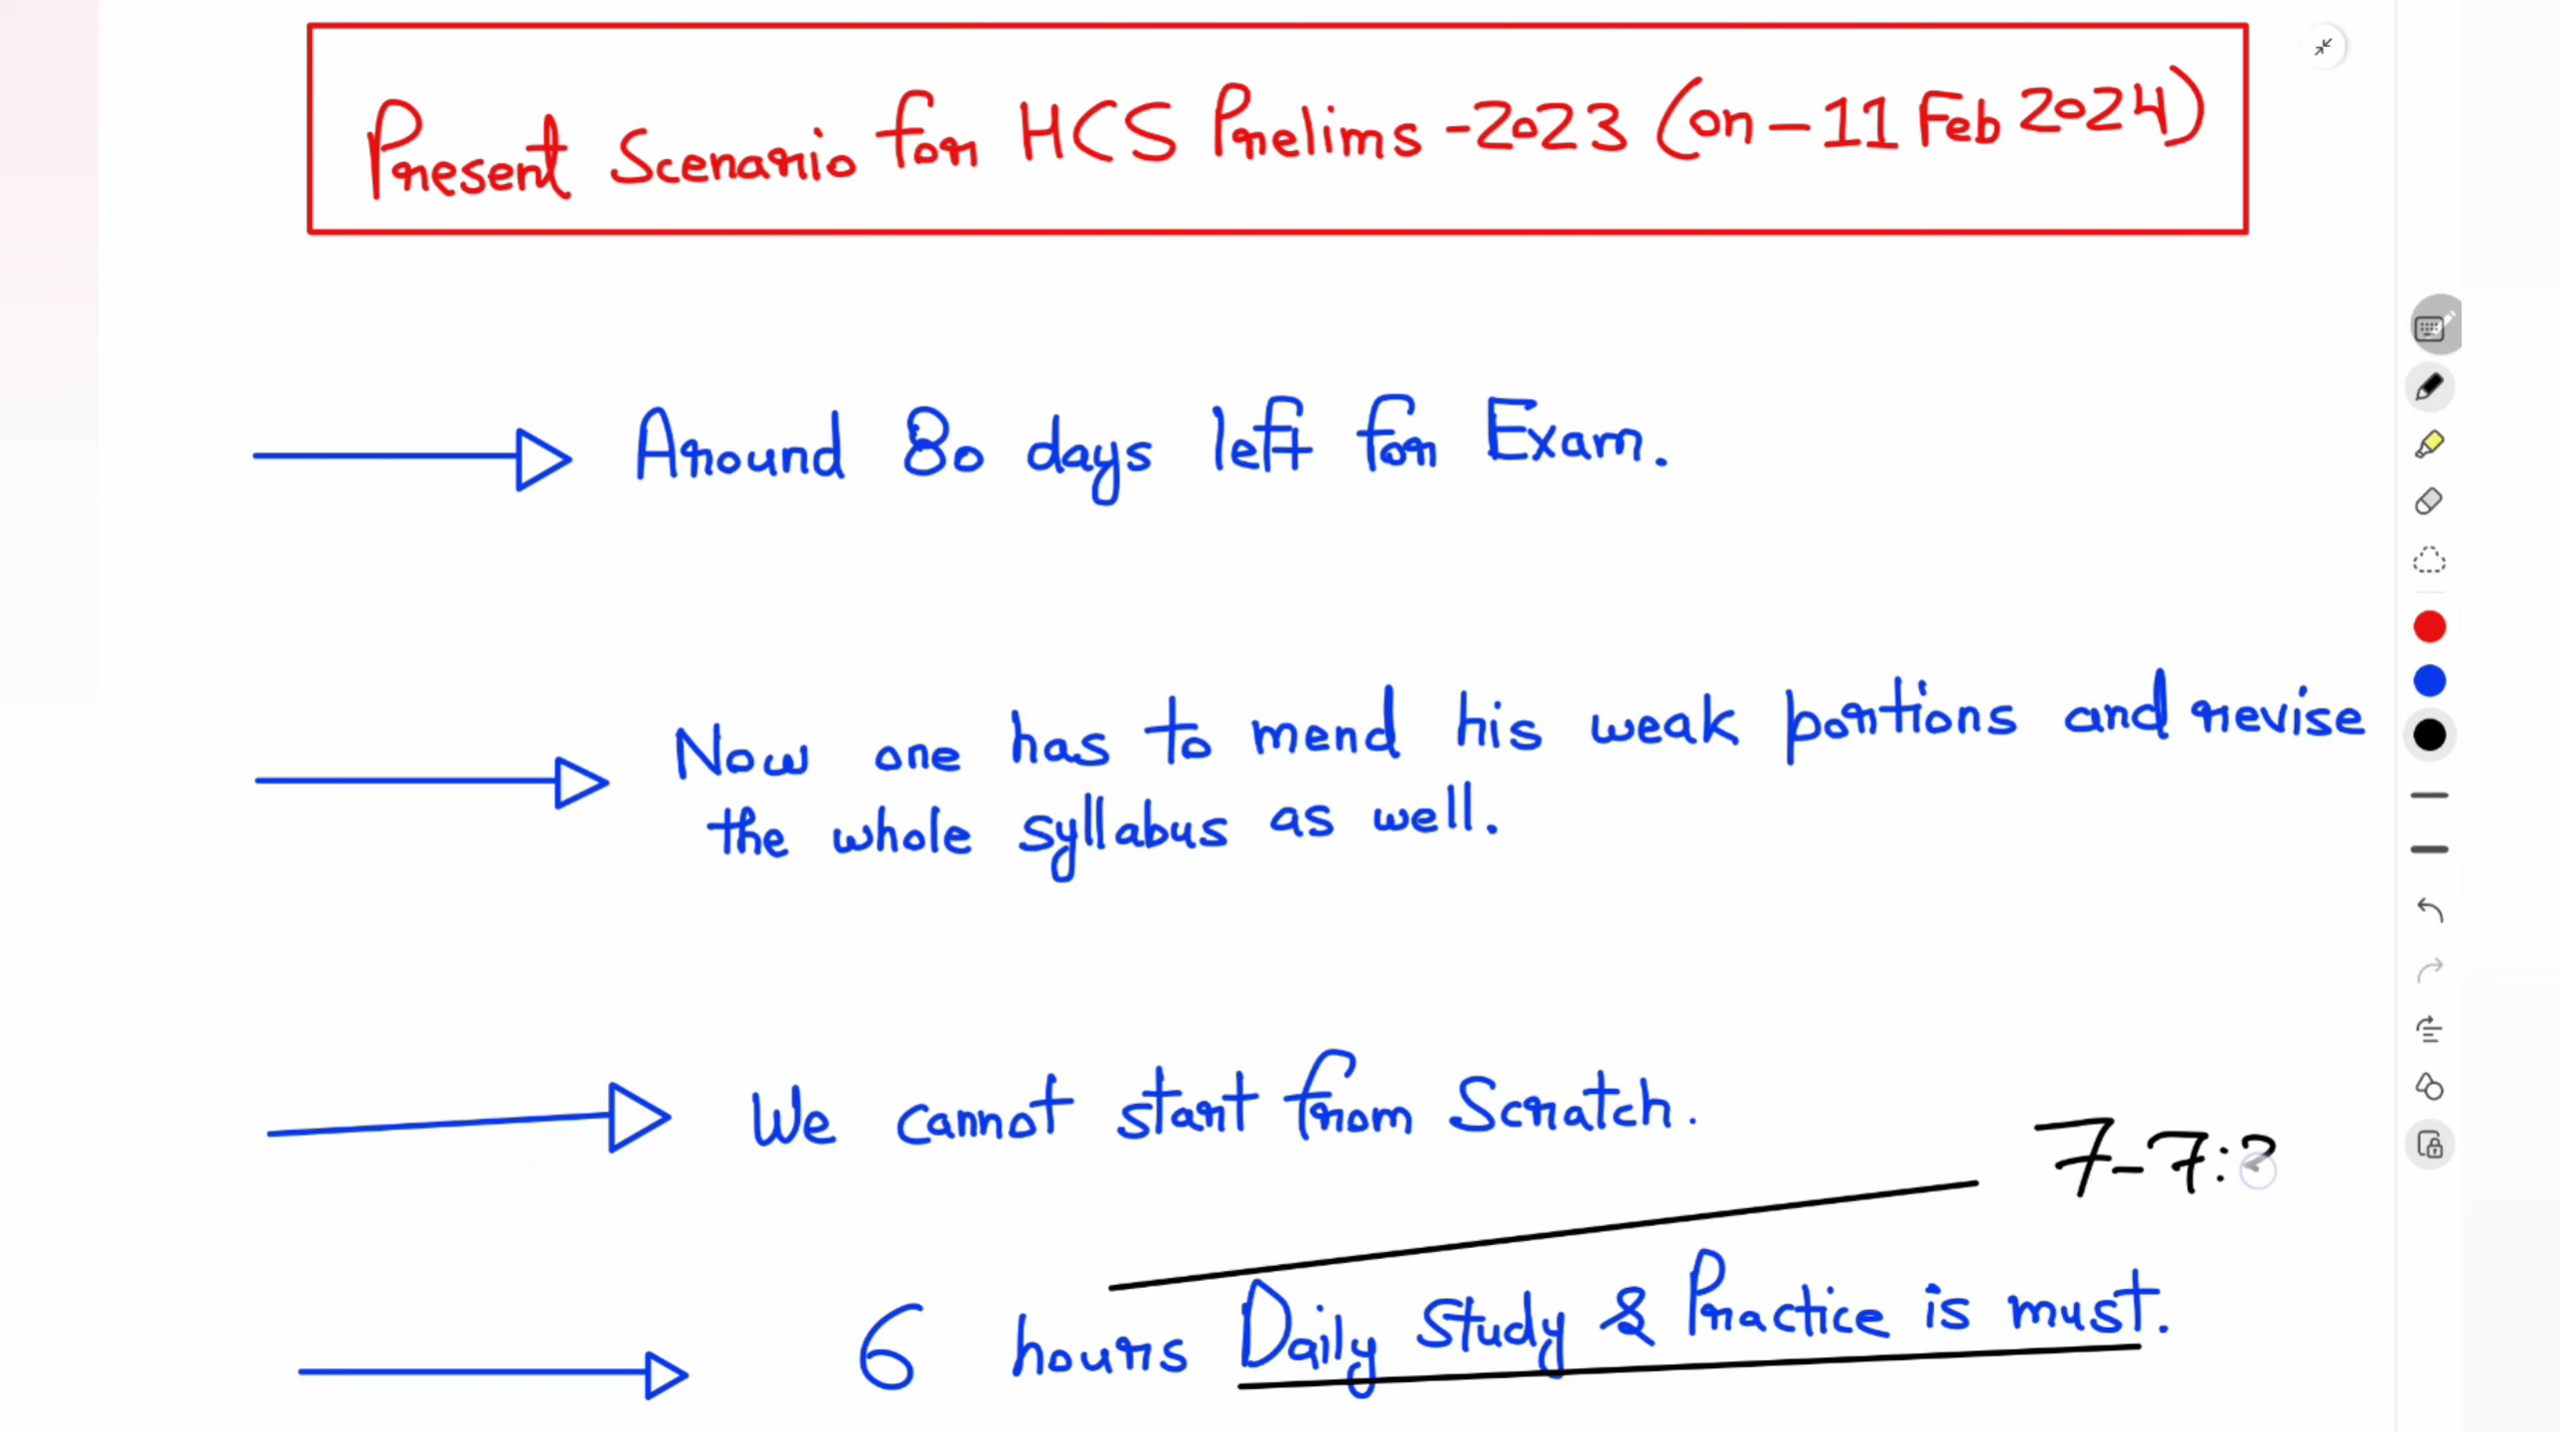 Present Scenario for HCS Prelims -2023 (on - 11 Feb 2024)
Around 80 days left for Exam.
Now one has to mend his weak portions and revise
the whole syllabus as well.
We cannot start from Scratch.
7-7:
6 hours Daily Study & Practice is must.